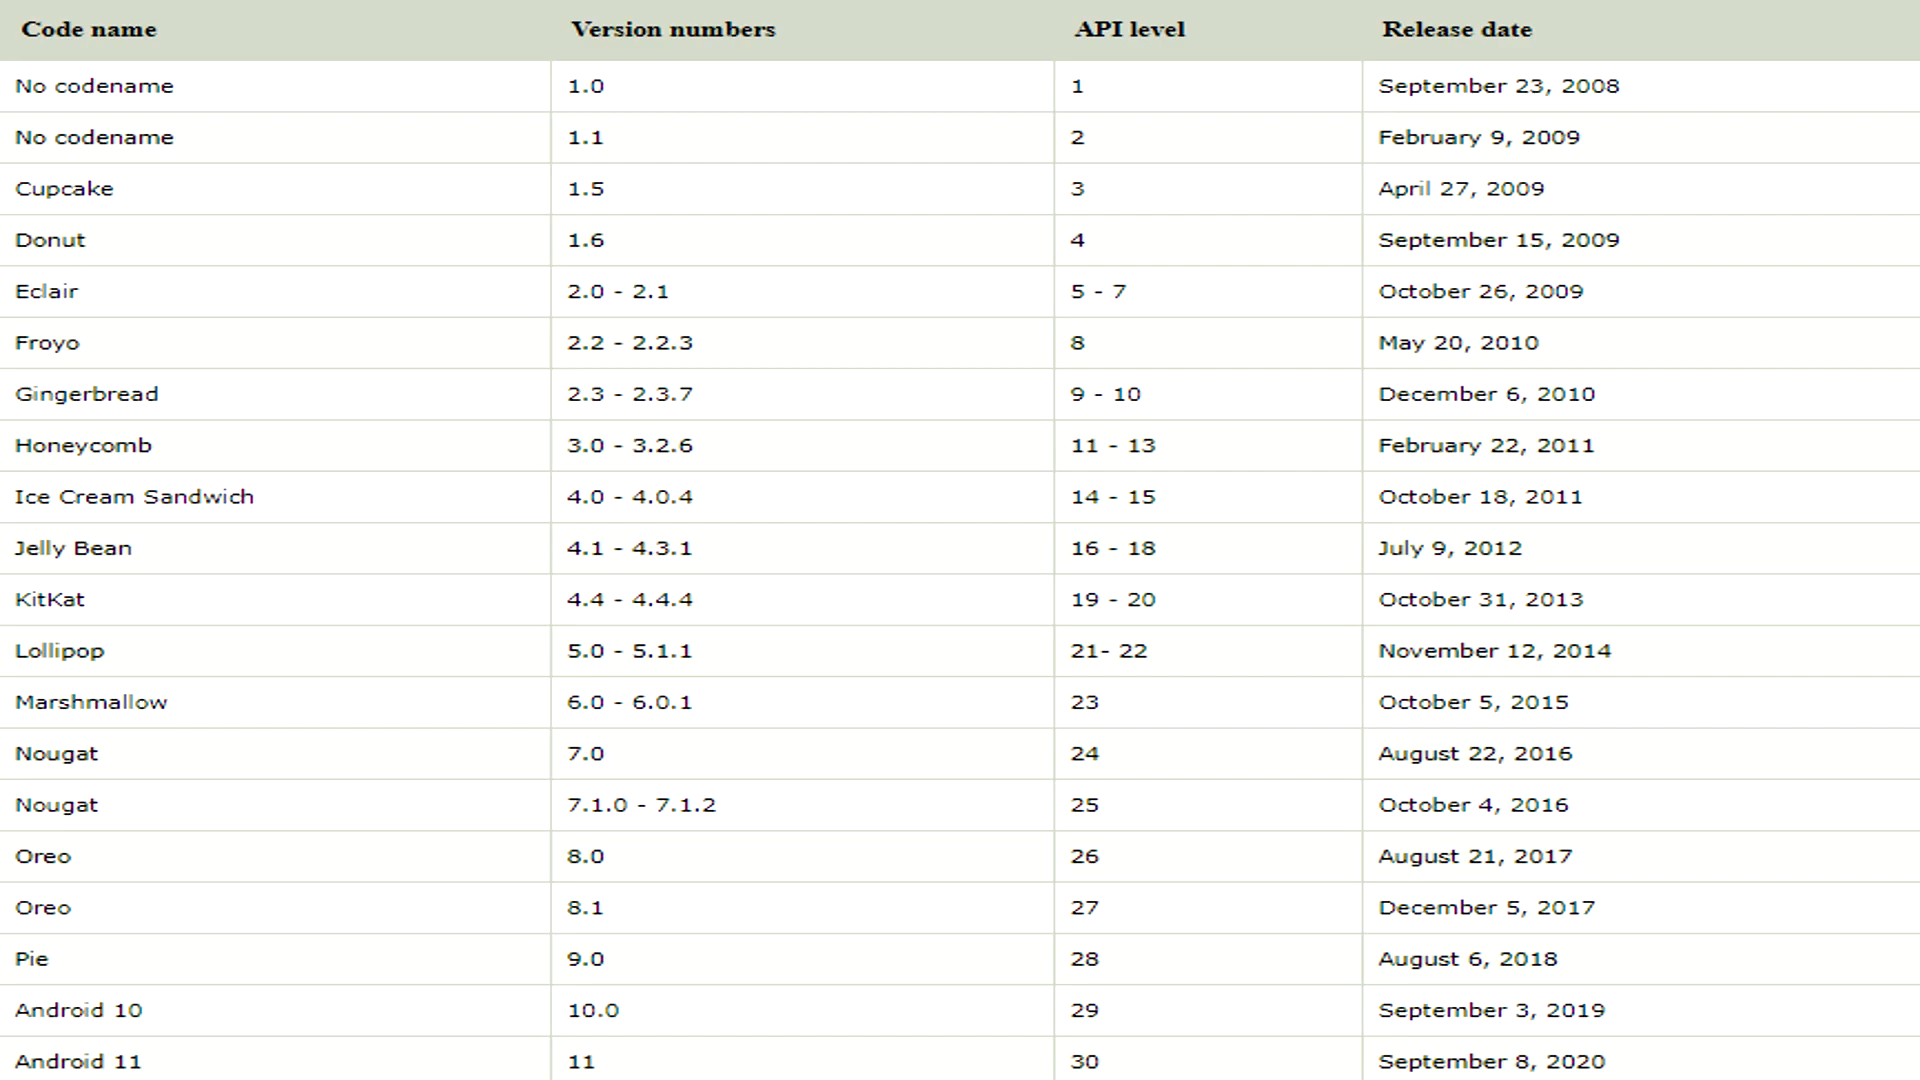 Code name Version numbers API level Release date
No codename 1.0 1 September 23, 2008
No codename 1.1 2 February 9, 2009
Cupcake 1.5 3 April 27, 2009
Donut 1.6 4 September 15, 2009
Eclair 2.0 - 2.1 5 - 7 October 26, 2009
Froyo 2.2 - 2.2.3 8 May 20, 2010
Gingerbread 2.3 - 2.3.7 9 - 10 December 6, 2010
Honeycomb 3.0 - 3.2.6 11 - 13 February 22, 2011
Ice Cream Sandwich 4.0 - 4.0.4 14 - 15 October 18, 2011
Jelly Bean 4.1 - 4.3.1 16 - 18 July 9, 2012
KitKat 4.4 - 4.4.4 19 - 20 October 31, 2013
Lollipop 5.0 - 5.1.1 21- 22 November 12, 2014
Marshmallow 6.0 - 6.0.1 23 October 5, 2015
Nougat 7.0 24 August 22, 2016
Nougat 7.1.0 - 7.1.2 25 October 4, 2016
Oreo 8.0 26 August 21, 2017
Oreo 8.1 27 December 5, 2017
Pie 9.0 28 August 6, 2018
Android 10 10.0 29 September 3, 2019
Android 11 11 30 September 8, 2020